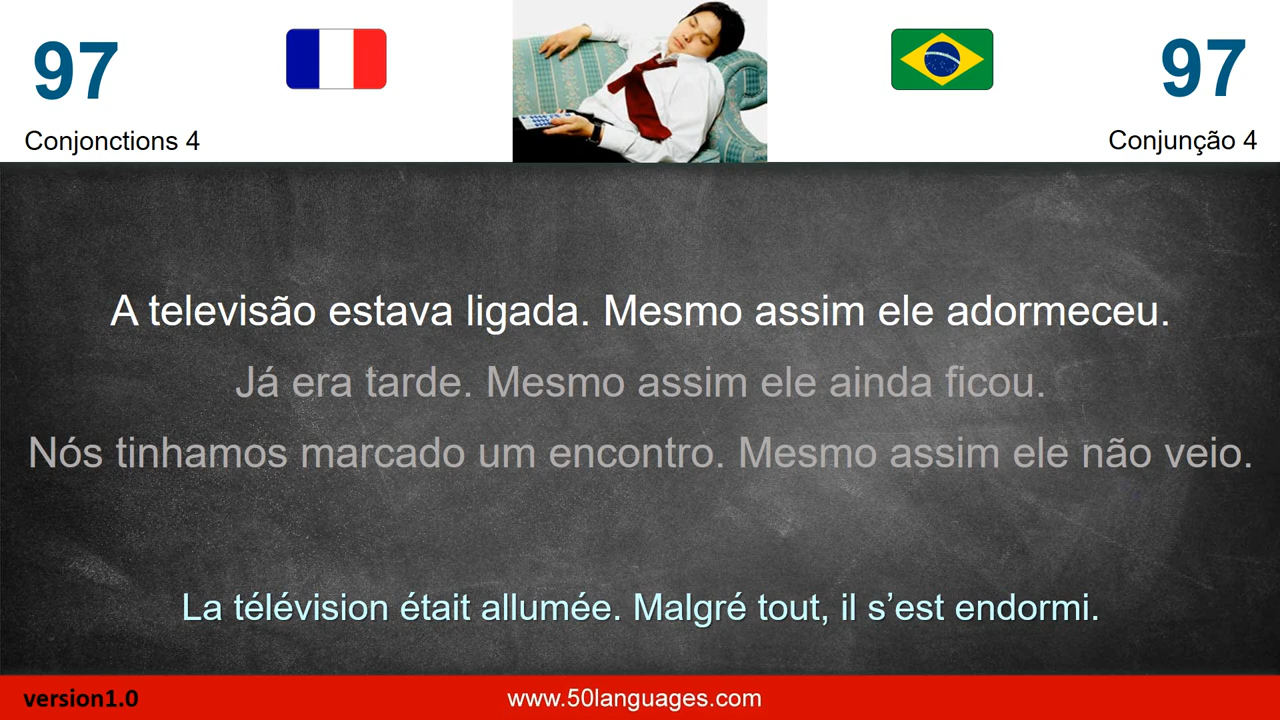 97
97
Conjonctions 4
Conjunção 4
A televisão estava ligada. Mesmo assim ele adormeceu.
Já era tarde. Mesmo assim ele ainda ficou.
Nós tinhamos marcado um encontro. Mesmo assim ele não veio.
La télévision était allumée. Malgré tout, il s’est endormi.
version1.0
www.50languages.com